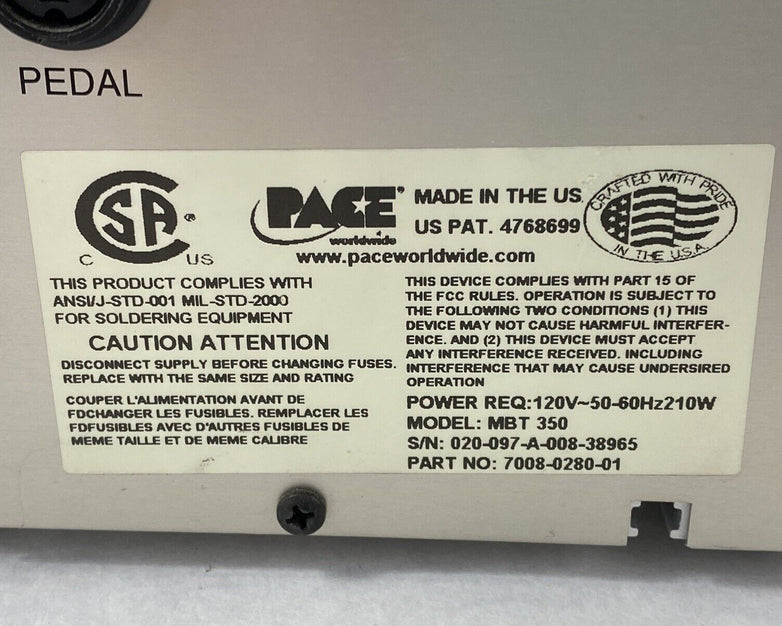 PEDAL
CSA®
C US
PACE®
worldwide
MADE IN THE US
US PAT. 4768699
CRAFTED WITH PRIDE
IN THE U.S.A.
www.paceworldwide.com
THIS PRODUCT COMPLIES WITH
ANSI/J-STD-001 MIL-STD-2000
FOR SOLDERING EQUIPMENT
CAUTION ATTENTION
DISCONNECT SUPPLY BEFORE CHANGING FUSES.
REPLACE WITH THE SAME SIZE AND RATING
COUPER L'ALIMENTATION AVANT DE
FDCHANGER LES FUSIBLES. REMPLACER LES
FDFUSIBLES AVEC D'AUTRES FUSIBLES DE
MEME TAILLE ET DE MEME CALIBRE
THIS DEVICE COMPLIES WITH PART 15 OF
THE FCC RULES. OPERATION IS SUBJECT TO
THE FOLLOWING TWO CONDITIONS (1) THIS
DEVICE MAY NOT CAUSE HARMFUL INTERFER-
ENCE. AND (2) THIS DEVICE MUST ACCEPT
ANY INTERFERENCE RECEIVED. INCLUDING
INTERFERENCE THAT MAY CAUSE UNDERSIRED
OPERATION
POWER REQ:120V~50-60Hz210W
MODEL: MBT 350
S/N: 020-097-A-008-38965
PART NO: 7008-0280-01